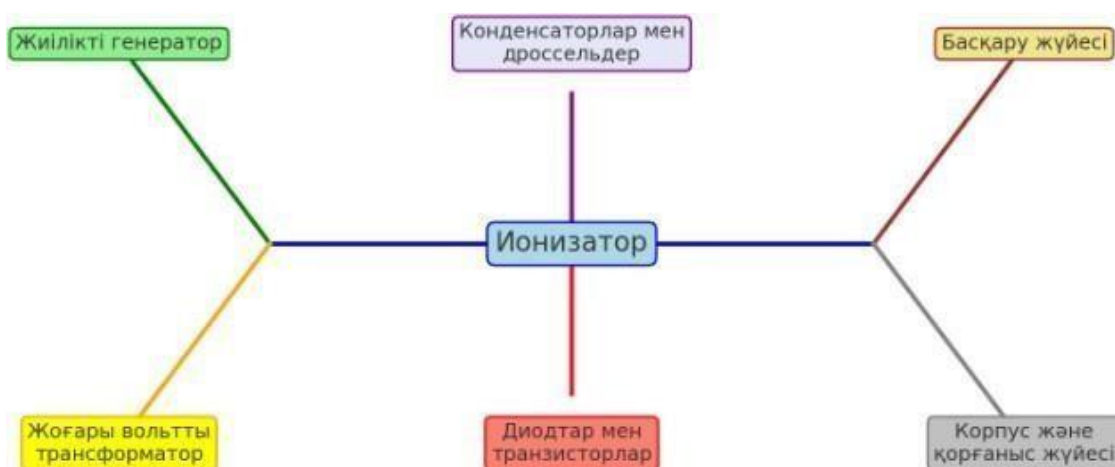 Жиілікті генератор
Конденсаторлар мен
дроссельдер
Басқару жүйесі
Ионизатор
Жоғары вольтты
трансформатор
Диодтар мен
транзисторлар
Корпус және
қорғаныс жүйесі